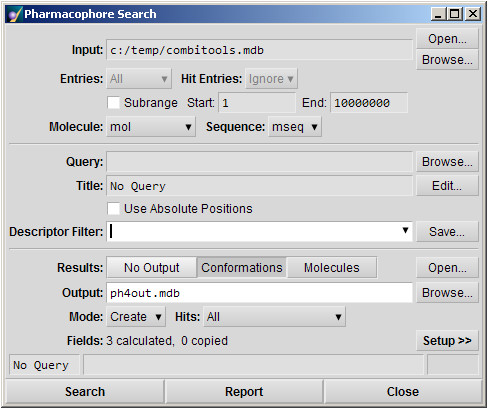 Pharmacophore Search
Input: c:/temp/combitools.mdb Open...
Browse...
Entries: All Hit Entries: Ignore
Subrange Start: 1 End: 10000000
Molecule: mol Sequence: mseq
Query: Browse...
Title: No Query Edit...
Use Absolute Positions
Descriptor Filter: Save...
Results: No Output Conformations Molecules Open...
Output: ph4out.mdb Browse...
Mode: Create Hits: All
Fields: 3 calculated, 0 copied Setup >>
No Query
Search Report Close